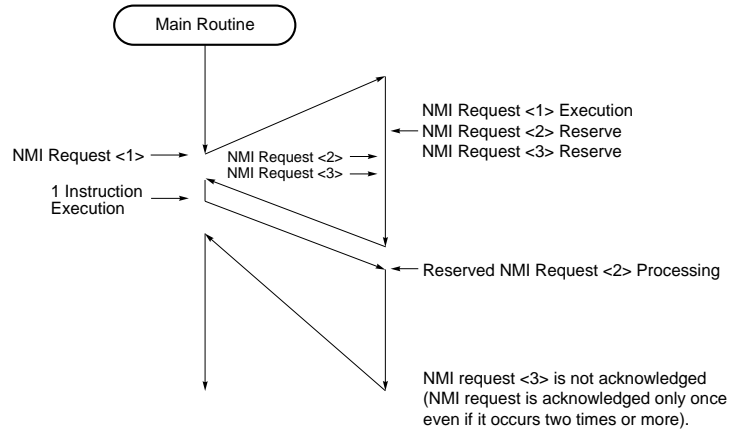 Main Routine
NMI Request <1> Execution
NMI Request <2> Reserve
NMI Request <3> Reserve
NMI Request <1>
NMI Request <2>
NMI Request <3>
1 Instruction
Execution
Reserved NMI Request <2> Processing
NMI request <3> is not acknowledged
(NMI request is acknowledged only once
even if it occurs two times or more).